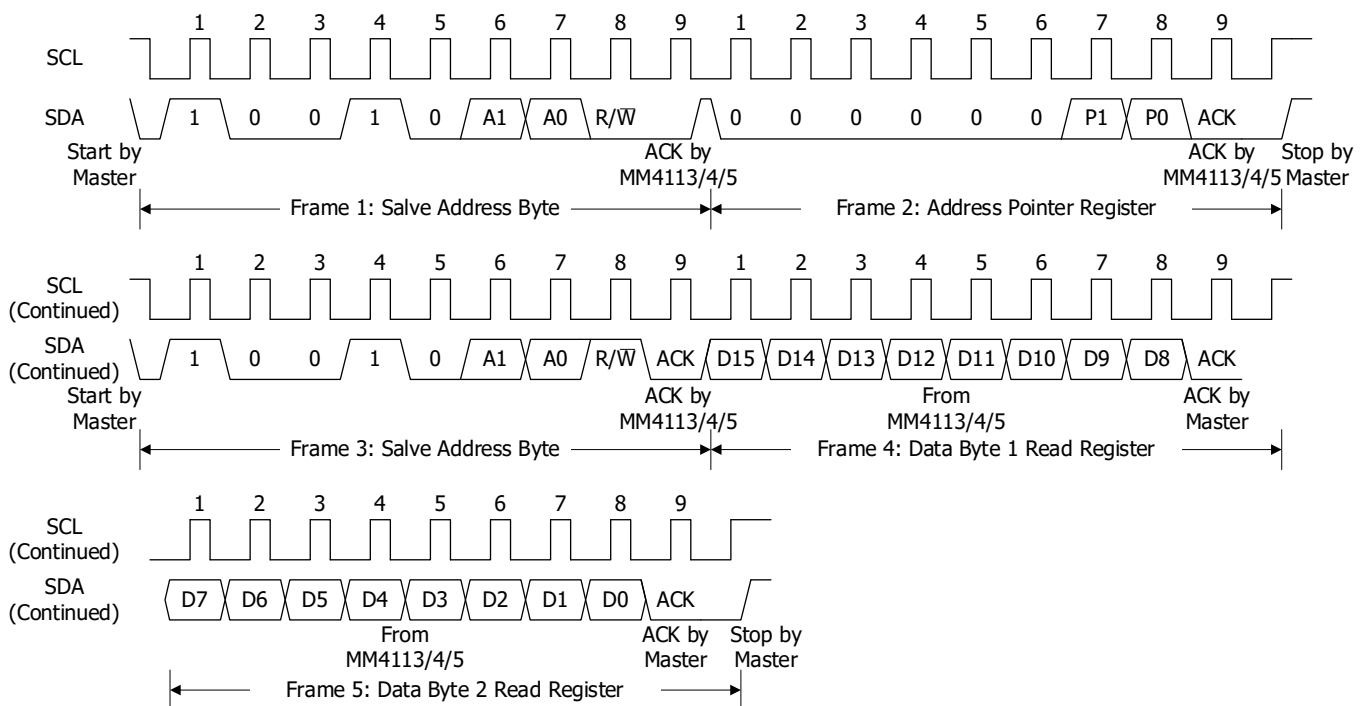 1 2 3 4 5 6 7 8 9 1 2 3 4 5 6 7 8 9
SCL
SDA 1 0 0 1 0 A1 A0 R/W̅ 0 0 0 0 0 0 P1 P0 ACK
Start by ACK by ACK by Stop by
Master MM4113/4/5 MM4113/4/5 Master
Frame 1: Salve Address Byte Frame 2: Address Pointer Register
1 2 3 4 5 6 7 8 9 1 2 3 4 5 6 7 8 9
SCL
(Continued)
SDA
(Continued) 1 0 0 1 0 A1 A0 R/W̅ ACK D15 D14 D13 D12 D11 D10 D9 D8 ACK
Start by ACK by From ACK by
Master MM4113/4/5 MM4113/4/5 Master
Frame 3: Salve Address Byte Frame 4: Data Byte 1 Read Register
1 2 3 4 5 6 7 8 9
SCL
(Continued)
SDA
(Continued) D7 D6 D5 D4 D3 D2 D1 D0 ACK
From ACK by Stop by
MM4113/4/5 Master Master
Frame 5: Data Byte 2 Read Register